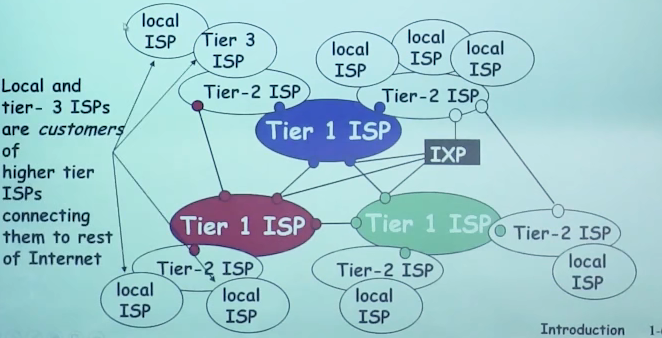 local
ISP
Tier 3
ISP
local
ISP
local
ISP
local
ISP
Tier-2 ISP
Tier-2 ISP
Local and
tier- 3 ISPs
are customers
of
higher tier
ISPs
connecting
them to rest
of Internet
Tier 1 ISP
IXP
Tier 1 ISP
Tier 1 ISP
Tier-2 ISP
Tier-2 ISP
Tier-2 ISP
local
ISP
local
ISP
local
ISP
local
ISP
Introduction